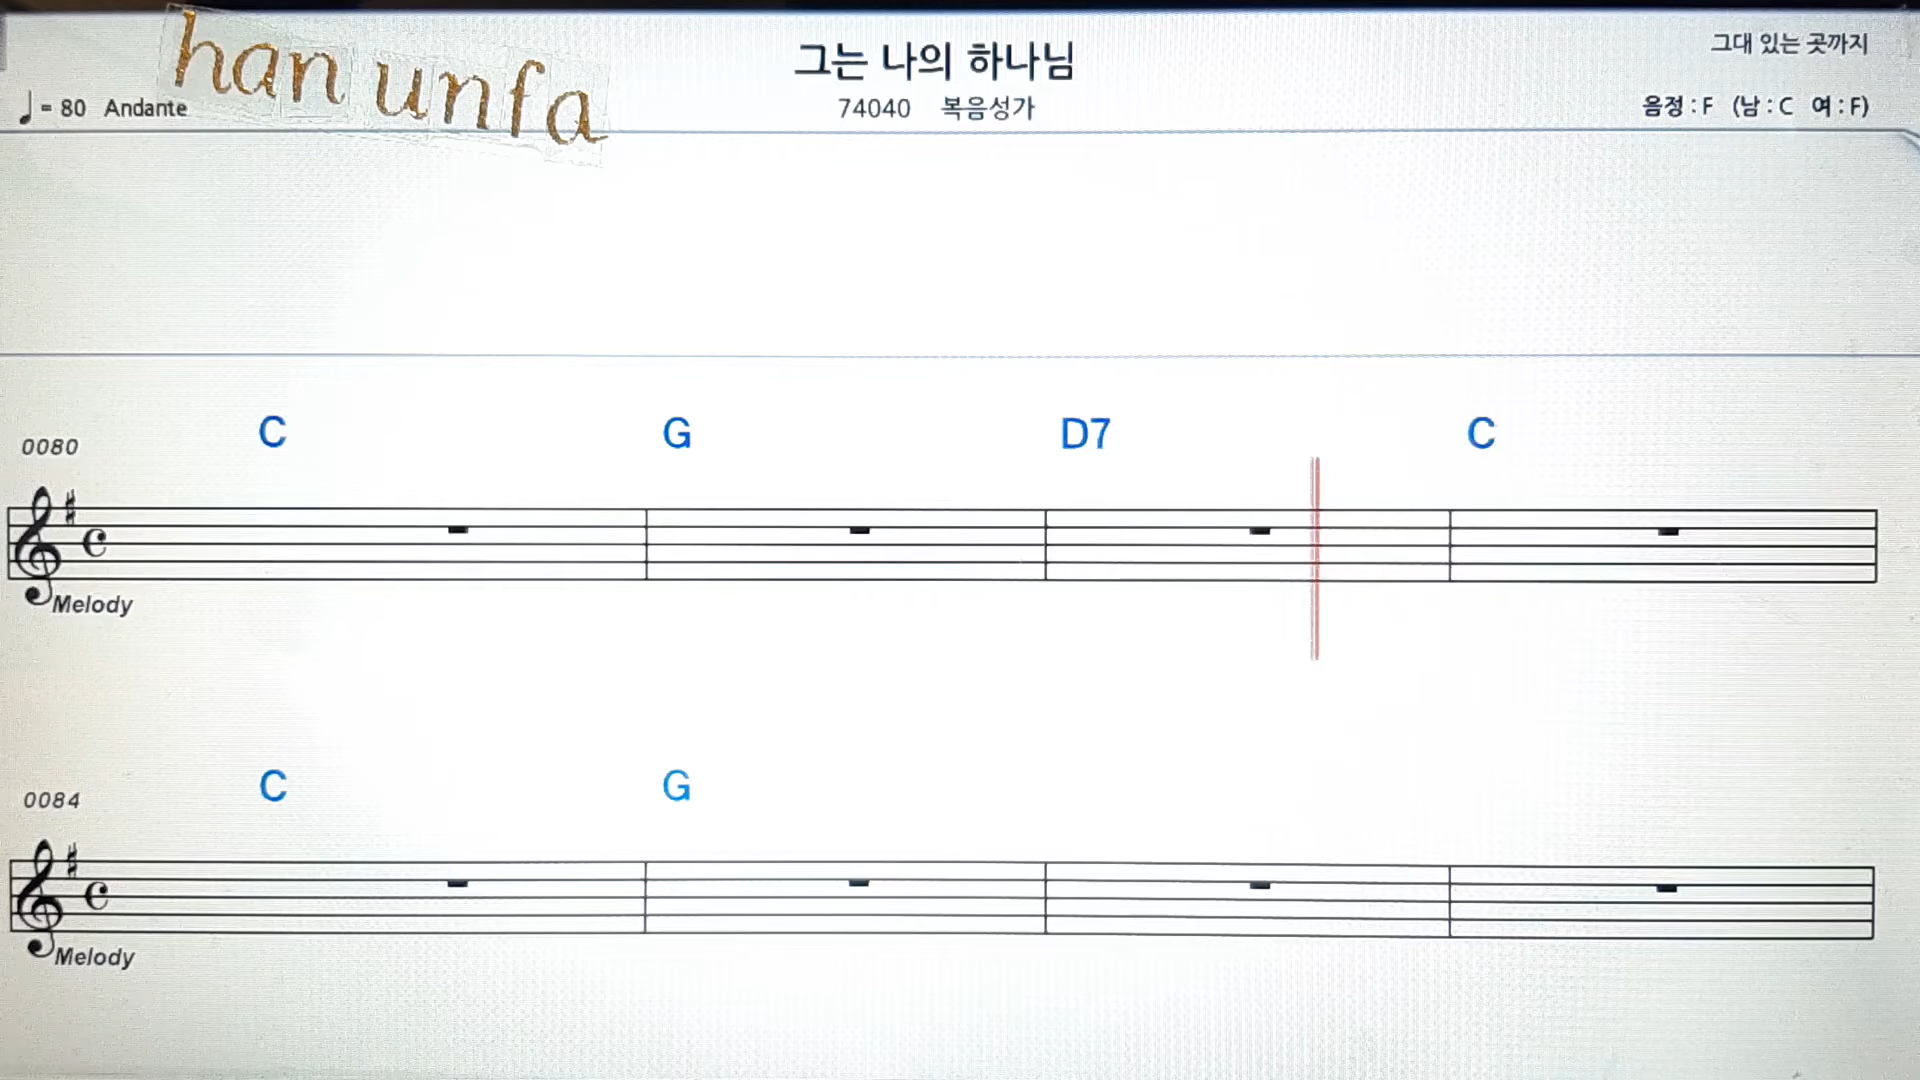 han unfa
그는 나의 하나님
그대 있는 곳까지
♩ = 80 Andante
74040 복음성가
음정 : F (남 : C 여 : F)
C G D7 C
0080
Melody
C G
0084
Melody